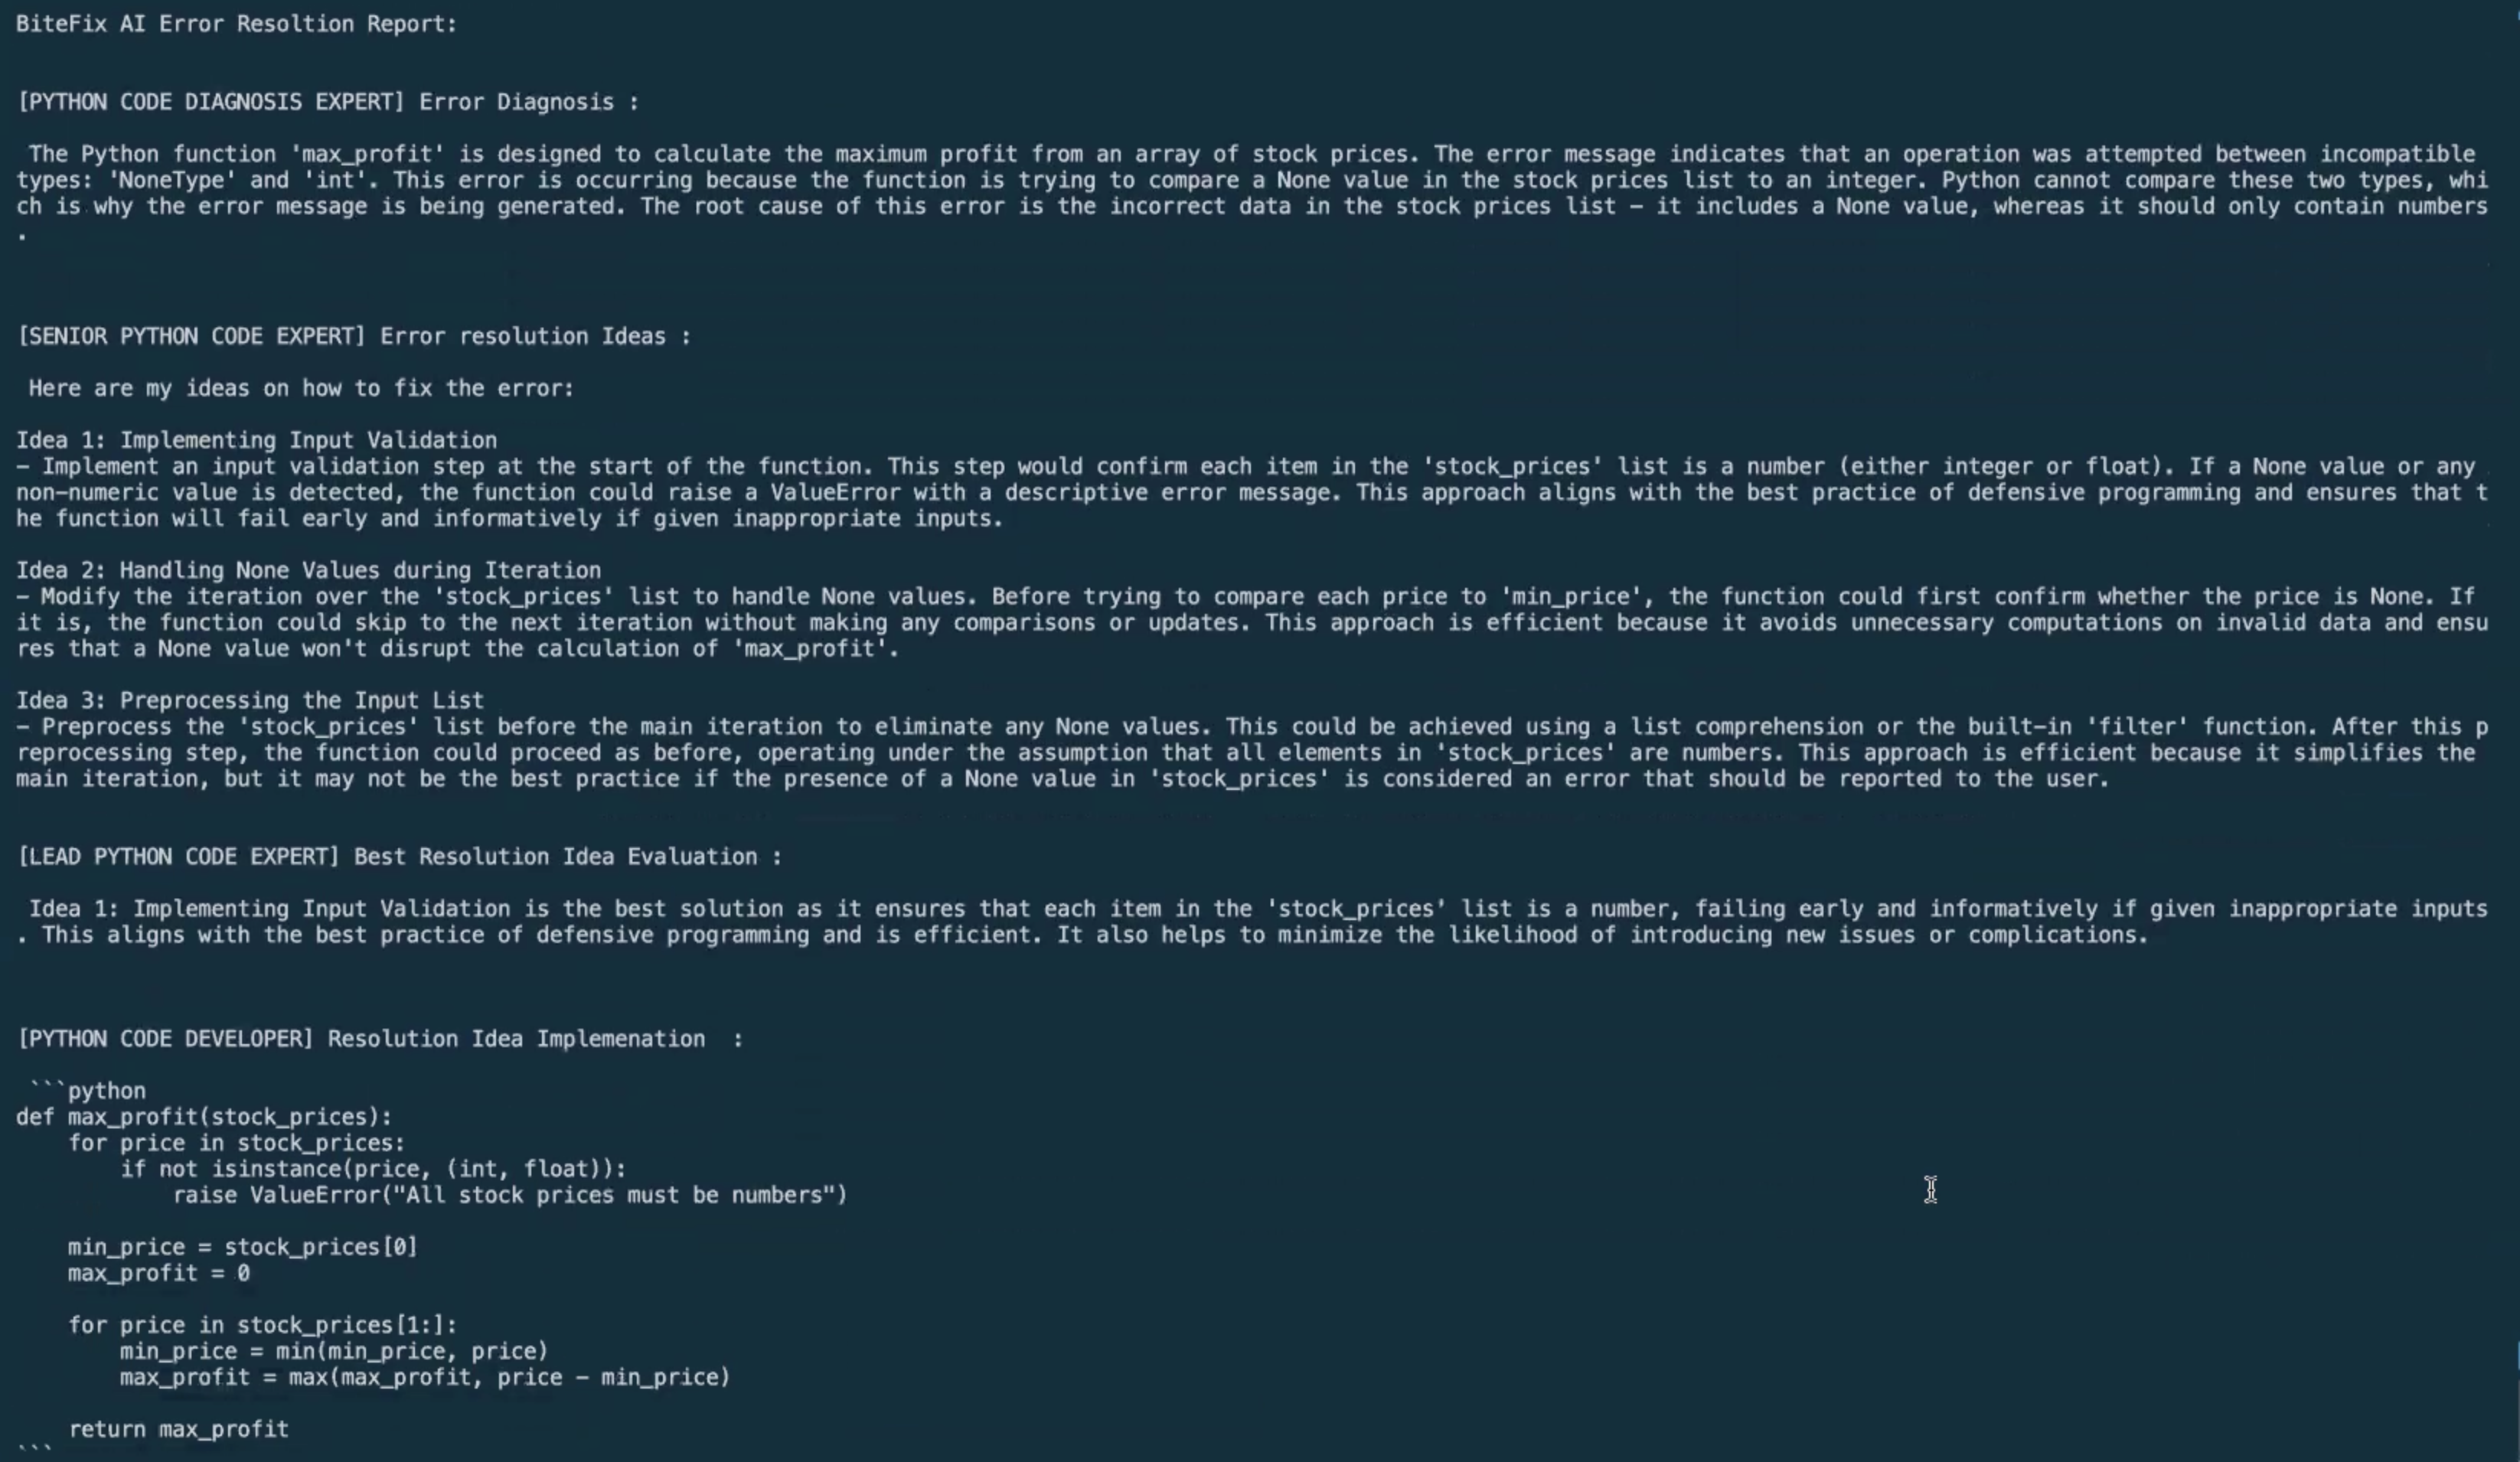 BiteFix AI Error Resoltion Report:
[PYTHON CODE DIAGNOSIS EXPERT] Error Diagnosis :
The Python function 'max_profit' is designed to calculate the maximum profit from an array of stock prices. The error message indicates that an operation was attempted between incompatible
types: 'NoneType' and 'int'. This error is occurring because the function is trying to compare a None value in the stock prices list to an integer. Python cannot compare these two types, whi
ch is why the error message is being generated. The root cause of this error is the incorrect data in the stock prices list – it includes a None value, whereas it should only contain numbers
.
[SENIOR PYTHON CODE EXPERT] Error resolution Ideas :
Here are my ideas on how to fix the error:
Idea 1: Implementing Input Validation
– Implement an input validation step at the start of the function. This step would confirm each item in the 'stock_prices' list is a number (either integer or float). If a None value or any
non-numeric value is detected, the function could raise a ValueError with a descriptive error message. This approach aligns with the best practice of defensive programming and ensures that t
he function will fail early and informatively if given inappropriate inputs.
Idea 2: Handling None Values during Iteration
– Modify the iteration over the 'stock_prices' list to handle None values. Before trying to compare each price to 'min_price', the function could first confirm whether the price is None. If
it is, the function could skip to the next iteration without making any comparisons or updates. This approach is efficient because it avoids unnecessary computations on invalid data and ensu
res that a None value won't disrupt the calculation of 'max_profit'.
Idea 3: Preprocessing the Input List
– Preprocess the 'stock_prices' list before the main iteration to eliminate any None values. This could be achieved using a list comprehension or the built-in 'filter' function. After this p
reprocessing step, the function could proceed as before, operating under the assumption that all elements in 'stock_prices' are numbers. This approach is efficient because it simplifies the
main iteration, but it may not be the best practice if the presence of a None value in 'stock_prices' is considered an error that should be reported to the user.
[LEAD PYTHON CODE EXPERT] Best Resolution Idea Evaluation :
Idea 1: Implementing Input Validation is the best solution as it ensures that each item in the 'stock_prices' list is a number, failing early and informatively if given inappropriate inputs
. This aligns with the best practice of defensive programming and is efficient. It also helps to minimize the likelihood of introducing new issues or complications.
[PYTHON CODE DEVELOPER] Resolution Idea Implemenation  :
```python
def max_profit(stock_prices):
    for price in stock_prices:
        if not isinstance(price, (int, float)):
            raise ValueError("All stock prices must be numbers")
    min_price = stock_prices[0]
    max_profit = 0
    for price in stock_prices[1:]:
        min_price = min(min_price, price)
        max_profit = max(max_profit, price – min_price)
    return max_profit
```